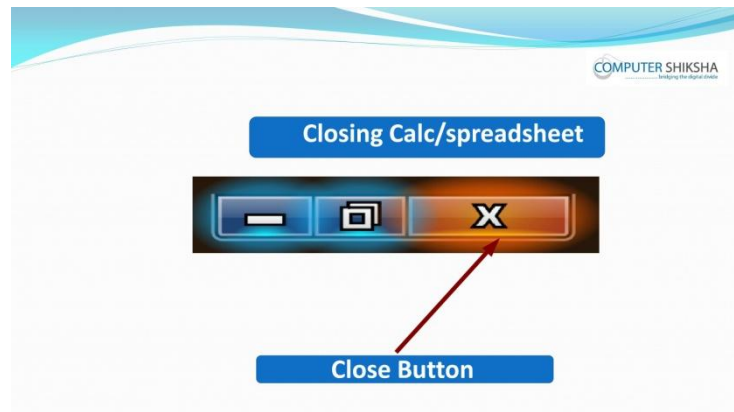 COMPUTER SHIKSHA
bridging the digital divide
Closing Calc/spreadsheet
X
Close Button